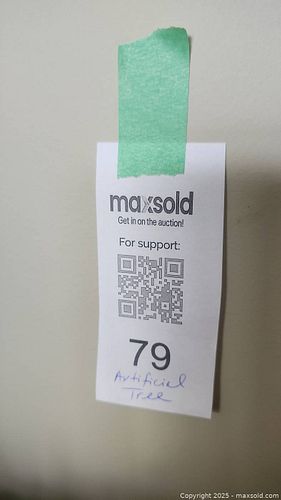 maxsold
Get in on the auction!
For support:
79
Artificial
Tree
Copyright 2025 - maxsold.com